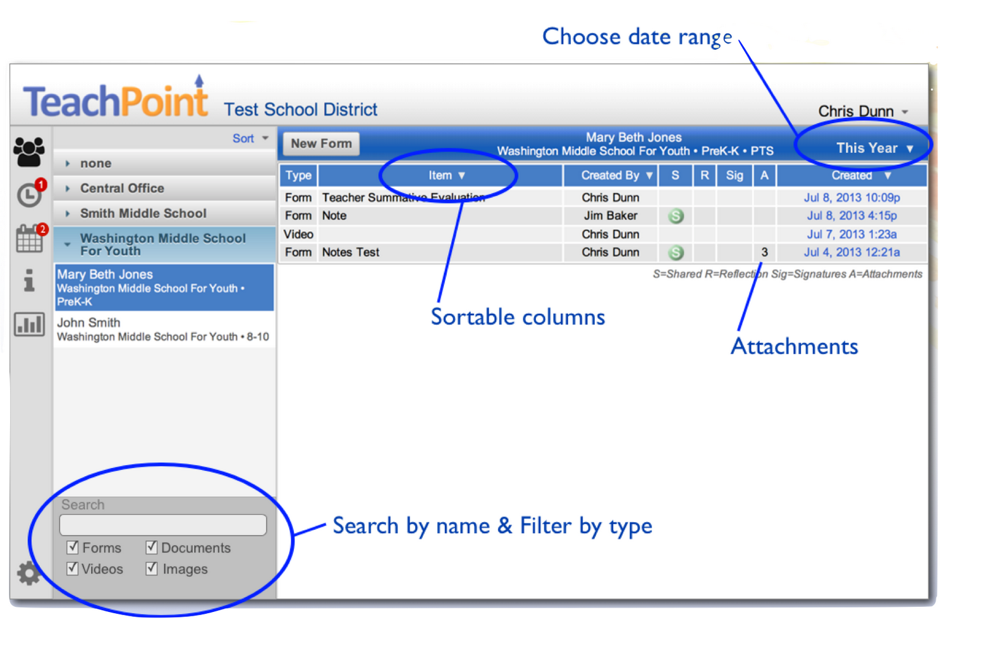 Choose date range
TeachPoint Test School District
Chris Dunn
Sort
none
Central Office
Smith Middle School
Washington Middle School
For Youth
Mary Beth Jones
Washington Middle School For Youth •
PreK-K
John Smith
Washington Middle School For Youth • 8-10
1
2
New Form
Mary Beth Jones
Washington Middle School For Youth • PreK-K • PTS
This Year
Type Item Created By S R Sig A Created
Form Teacher Summative Evaluation Chris Dunn Jul 8, 2013 10:09p
Form Note Jim Baker S Jul 8, 2013 4:15p
Video Chris Dunn Jul 7, 2013 1:23a
Form Notes Test Chris Dunn S 3 Jul 4, 2013 12:21a
S=Shared R=Reflection Sig=Signatures A=Attachments
Sortable columns
Attachments
Search
Forms Documents
Videos Images
Search by name & Filter by type